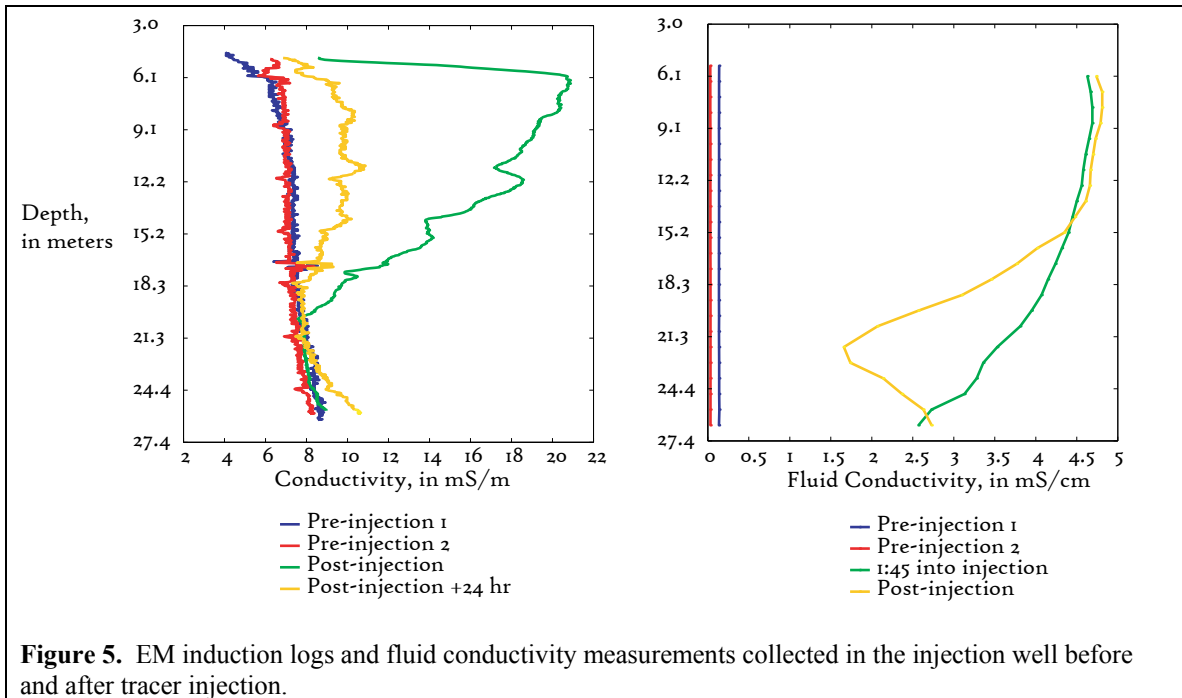 3.0
6.1
9.1
12.2
15.2
18.3
21.3
24.4
27.4
Depth,
in meters
2 4 6 8 10 12 14 16 18 20 22
Conductivity, in mS/m
Pre-injection 1
Pre-injection 2
Post-injection
Post-injection +24 hr
3.0
6.1
9.1
12.2
15.2
18.3
21.3
24.4
27.4
0 0.5 1 1.5 2 2.5 3 3.5 4 4.5 5
Fluid Conductivity, in mS/cm
Pre-injection 1
Pre-injection 2
1:45 into injection
Post-injection
Figure 5. EM induction logs and fluid conductivity measurements collected in the injection well before
and after tracer injection.